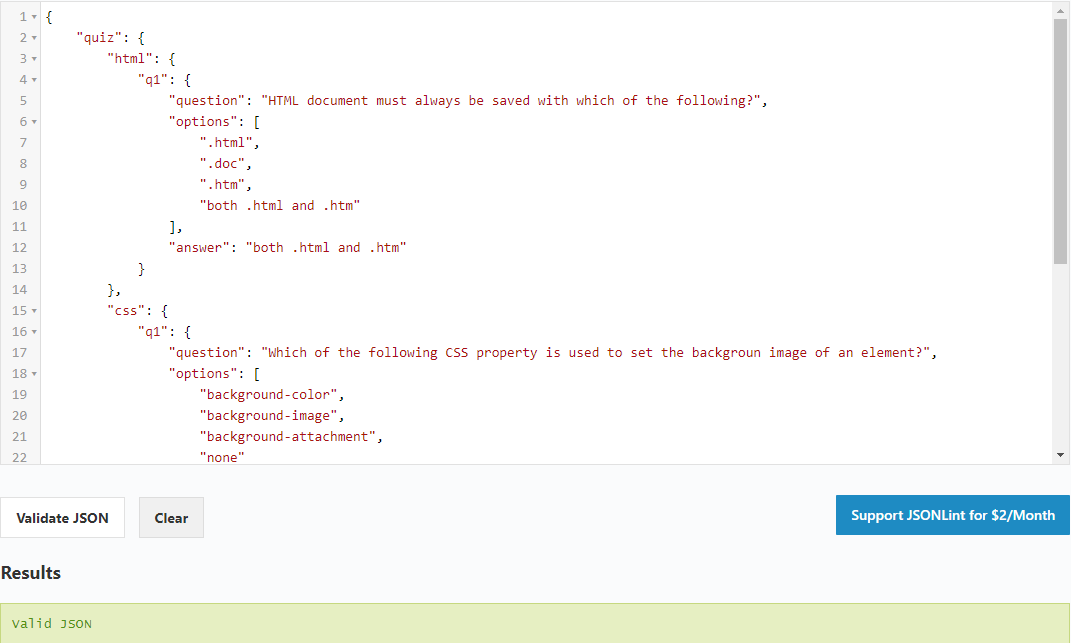 1 {
2 "quiz": {
3 "html": {
4 "q1": {
5 "question": "HTML document must always be saved with which of the following?",
6 "options": [
7 ".html",
8 ".doc",
9 ".htm",
10 "both .html and .htm"
11 ],
12 "answer": "both .html and .htm"
13 }
14 },
15 "css": {
16 "q1": {
17 "question": "Which of the following CSS property is used to set the backgroun image of an element?",
18 "options": [
19 "background-color",
20 "background-image",
21 "background-attachment",
22 "none"
Validate JSON Clear Support JSONLint for $2/Month
Results
Valid JSON